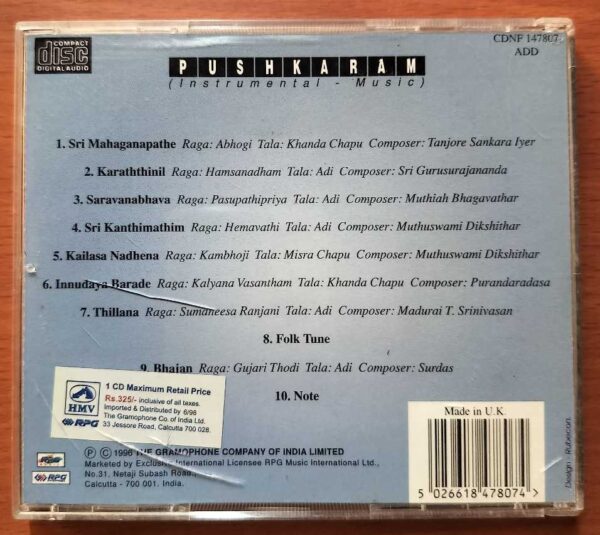 COMPACT
disc
DIGITAL AUDIO
CDNF 147807
ADD
PUSHKARAM
(Instrumental - Music)
1. Sri Mahaganapathe Raga: Abhogi Tala: Khanda Chapu Composer: Tanjore Sankara Iyer
2. Karaththinil Raga: Hamsanadham Tala: Adi Composer: Sri Gurusurajananda
3. Saravanabhava Raga: Pasupathipriya Tala: Adi Composer: Muthiah Bhagavathar
4. Sri Kanthimathim Raga: Hemavathi Tala: Adi Composer: Muthuswami Dikshithar
5. Kailasa Nadhena Raga: Kambhoji Tala: Misra Chapu Composer: Muthuswami Dikshithar
6. Innudaya Barade Raga: Kalyana Vasantham Tala: Khanda Chapu Composer: Purandaradasa
7. Thillana Raga: Sumaneesa Ranjani Tala: Adi Composer: Madurai T. Srinivasan
8. Folk Tune
9. Bhajan Raga: Gujari Thodi Tala: Adi Composer: Surdas
10. Note
HMV
RPG
1 CD Maximum Retail Price
Rs.325/- inclusive of all taxes.
Imported & Distributed by 6/98
The Gramophone Co. of India Ltd.
33 Jessore Road, Calcutta 700 028.
Made in U.K.
5 026618 478074 >
Design : Rubeicon.
RPG
P C 1996 THE GRAMOPHONE COMPANY OF INDIA LIMITED
Marketed by Exclusive International Licensee RPG Music International Ltd.,
No.31, Netaji Subash Road,
Calcutta - 700 001. India.